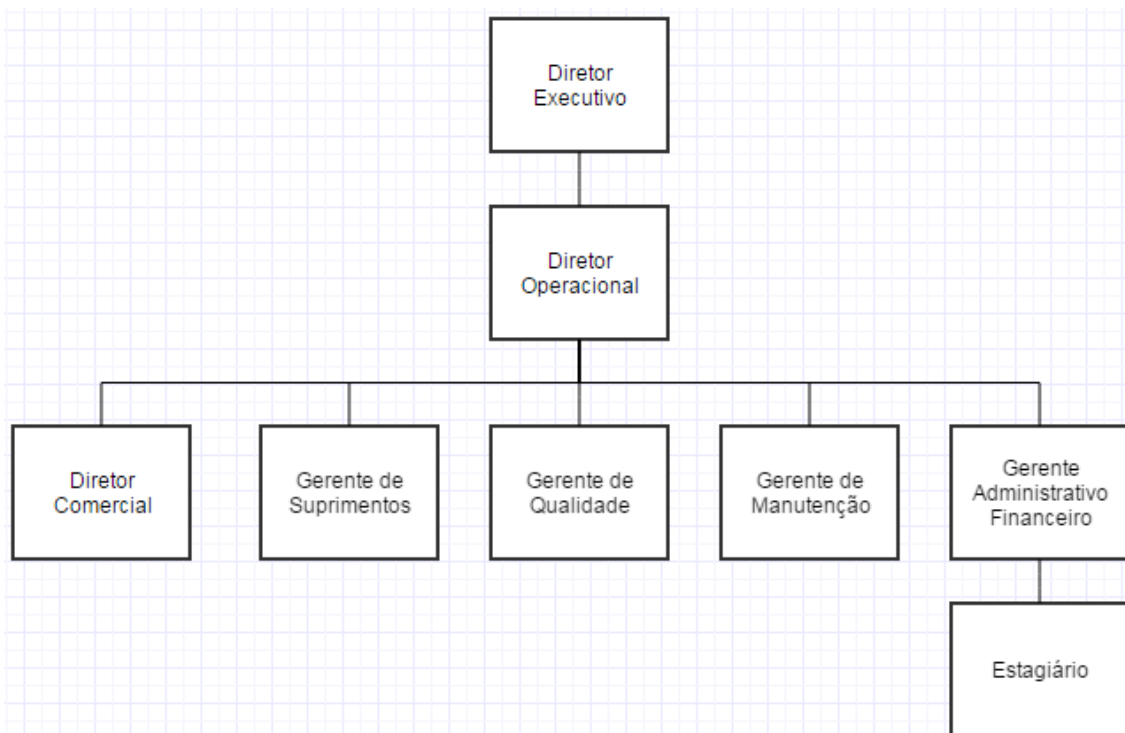 Diretor
Executivo
Diretor
Operacional
Diretor
Comercial
Gerente de
Suprimentos
Gerente de
Qualidade
Gerente de
Manutenção
Gerente
Administrativo
Financeiro
Estagiário